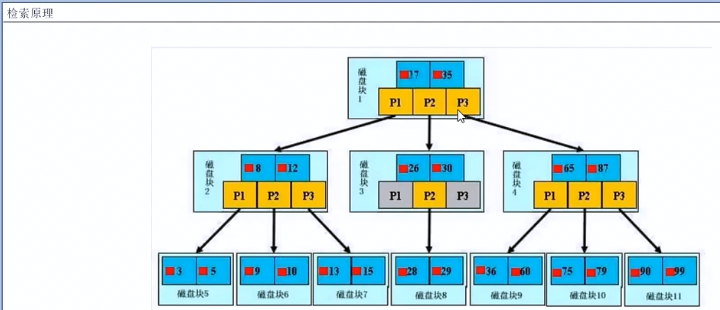 检索原理
磁盘块1
17 35
P1 P2 P3
磁盘块2
8 12
P1 P2 P3
磁盘块3
26 30
P1 P2 P3
磁盘块4
65 87
P1 P2 P3
3 5
磁盘块5
9 10
磁盘块6
13 15
磁盘块7
28 29
磁盘块8
36 60
磁盘块9
75 79
磁盘块10
90 99
磁盘块11